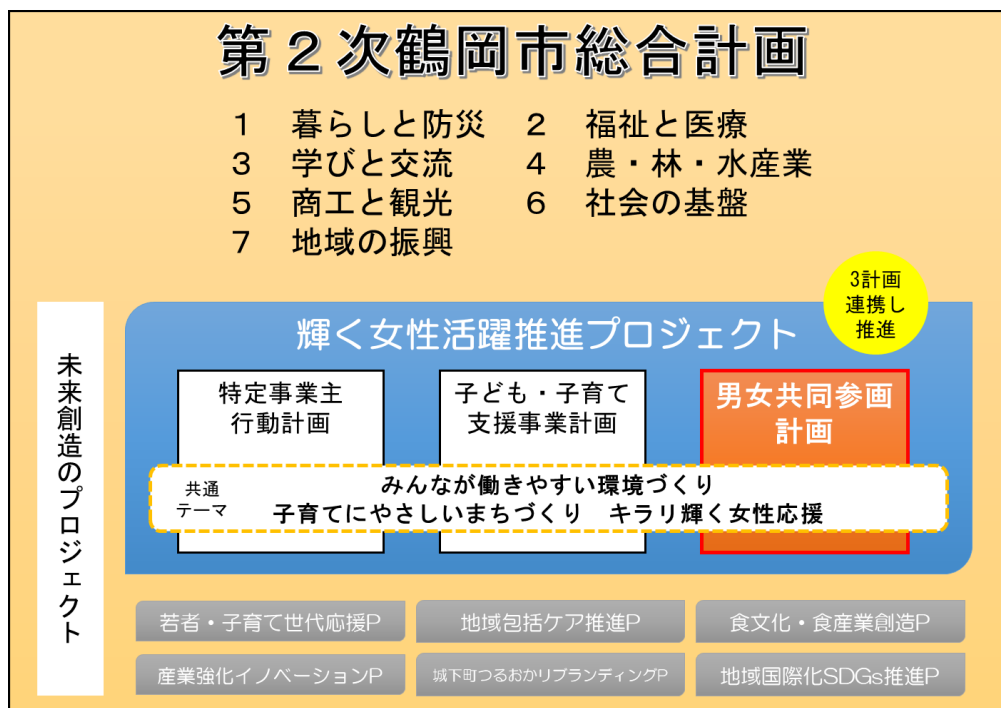 第２次鶴岡市総合計画
1 暮らしと防災 2 福祉と医療
3 学びと交流 4 農・林・水産業
5 商工と観光 6 社会の基盤
7 地域の振興
未来創造のプロジェクト
3計画
連携し
推進
輝く女性活躍推進プロジェクト
特定事業主
行動計画
子ども・子育て
支援事業計画
男女共同参画
計画
共通
テーマ
みんなが働きやすい環境づくり
子育てにやさしいまちづくり キラリ輝く女性応援
若者・子育て世代応援P 地域包括ケア推進P 食文化・食産業創造P
産業強化イノベーションP 城下町つるおかリブランディングP 地域国際化SDGs推進P